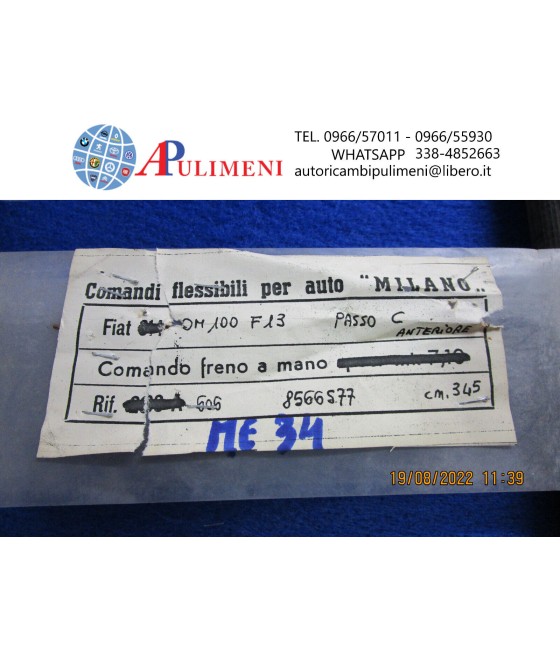 APULIMENI
TEL. 0966/57011 - 0966/55930
WHATSAPP 338-4852663
autoricambipulimeni@libero.it
Comandi flessibili per auto "MILANO"
Fiat OM 100 F13 PASSO C
ANTERIORE
Comando freno a mano
Rif. 606 8566577 cm. 345
ME 34
19/08/2022 11:39